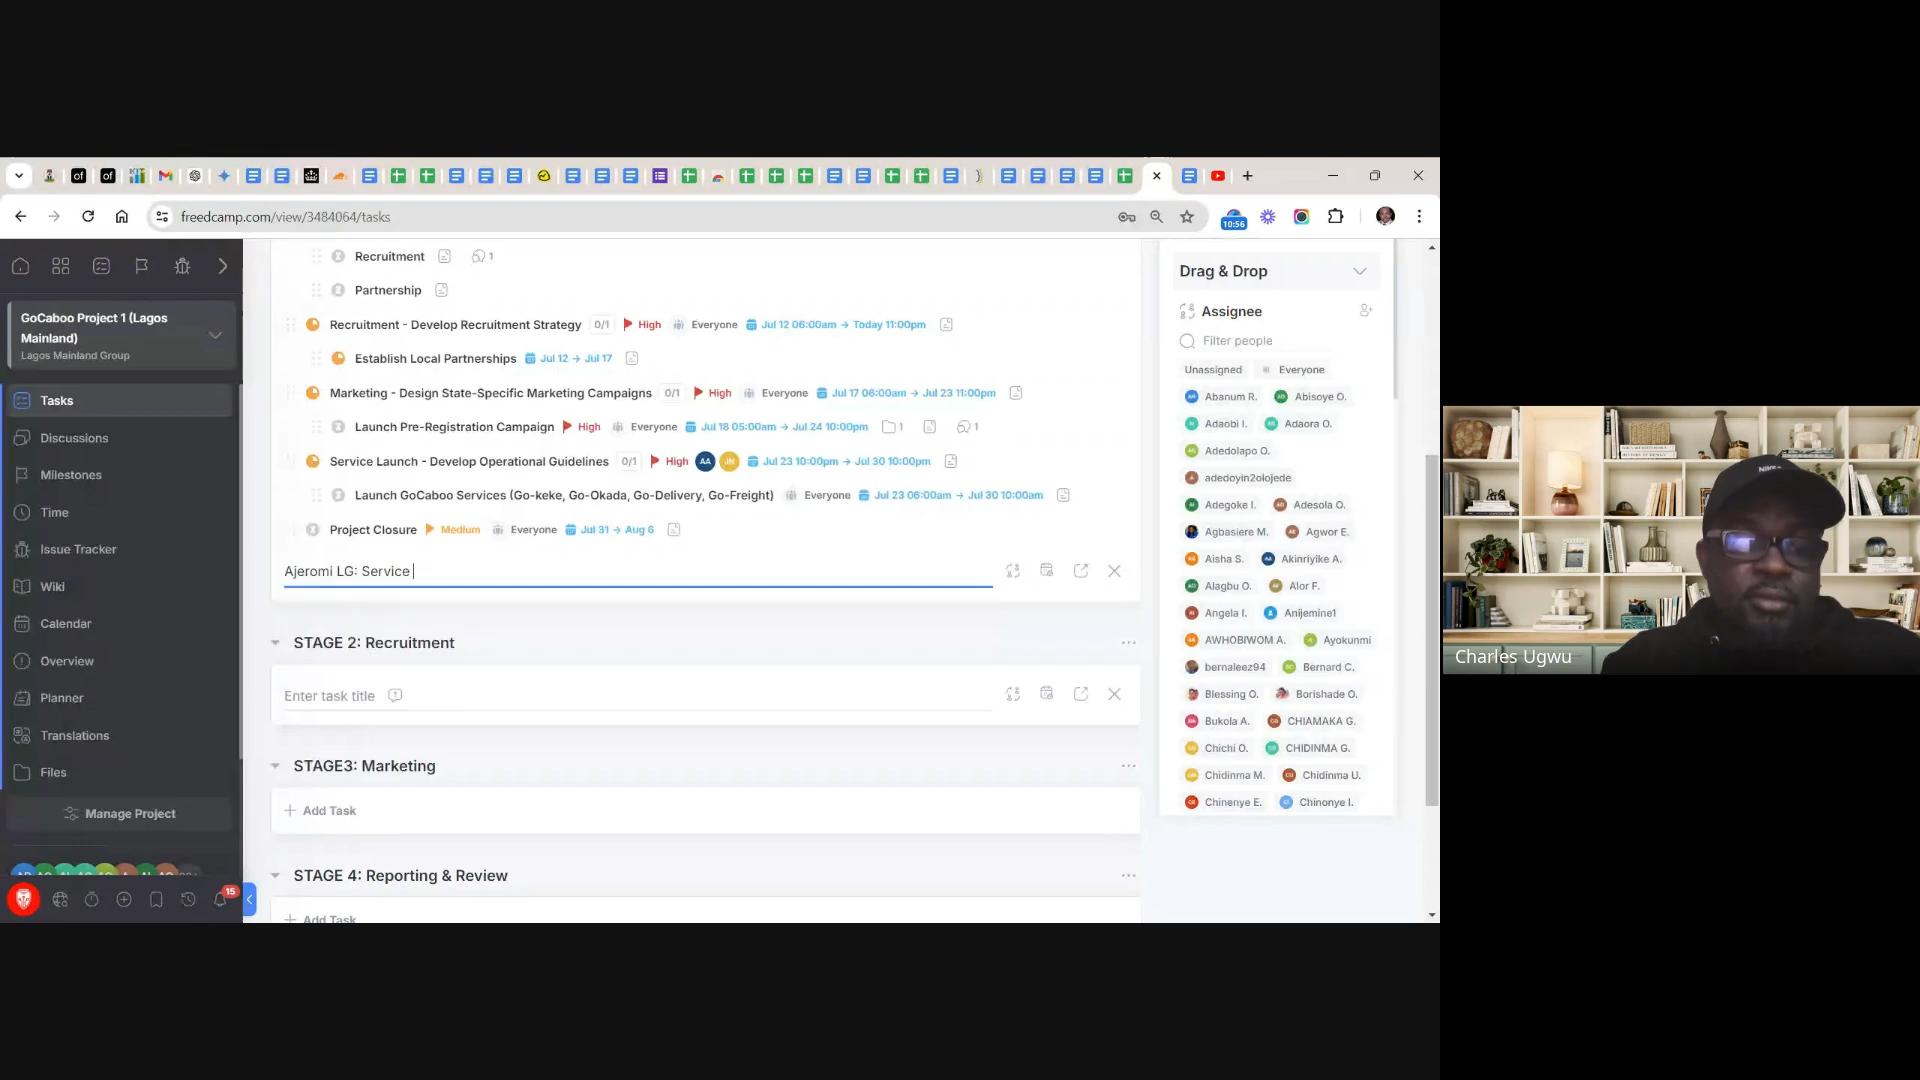 freedcamp.com/view/3484064/tasks
10:56
GoCaboo Project 1 (Lagos
Mainland)
Lagos Mainland Group
Tasks
Discussions
Milestones
Time
Issue Tracker
Wiki
Calendar
Overview
Planner
Translations
Files
Manage Project
15
Recruitment 1
Partnership
Recruitment - Develop Recruitment Strategy 0/1 High Everyone Jul 12 06:00am → Today 11:00pm
Establish Local Partnerships Jul 12 → Jul 17
Marketing - Design State-Specific Marketing Campaigns 0/1 High Everyone Jul 17 06:00am → Jul 23 11:00pm
Launch Pre-Registration Campaign High Everyone Jul 18 05:00am → Jul 24 10:00pm 1 1
Service Launch - Develop Operational Guidelines 0/1 High AA JN Jul 23 10:00pm → Jul 30 10:00pm
Launch GoCaboo Services (Go-keke, Go-Okada, Go-Delivery, Go-Freight) Everyone Jul 23 06:00am → Jul 30 10:00am
Project Closure Medium Everyone Jul 31 → Aug 6
Ajeromi LG: Service
STAGE 2: Recruitment
Enter task title
STAGE3: Marketing
Add Task
STAGE 4: Reporting & Review
Add Task
Drag & Drop
Assignee
Filter people
Unassigned Everyone
Abanum R. Abisoye O.
Adaobi I. Adaora O.
Adedolapo O.
adedoyin2olojede
Adegoke I. Adesola O.
Agbasiere M. Agwor E.
Aisha S. Akinriyike A.
Alagbu O. Alor F.
Angela I. Anijemine1
AWHOBIWOM A. Ayokunmi
bernaleez94 Bernard C.
Blessing O. Borishade O.
Bukola A. CHIAMAKA G.
Chichi O. CHIDINMA G.
Chidinma M. Chidinma U.
Chinenye E. Chinonye I.
Charles Ugwu